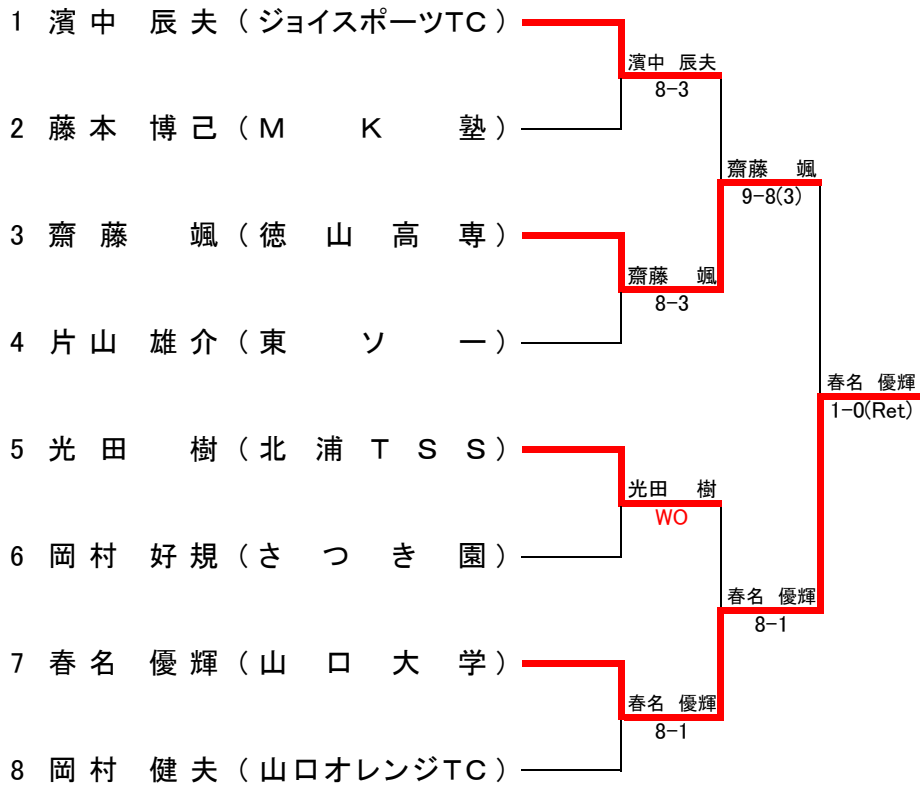 1 濱中 辰夫（ジョイスポーツTC）
濱中 辰夫
8-3
2 藤本 博己（MK塾）
齋藤 颯
9-8(3)
3 齋藤 颯（徳山高専）
齋藤 颯
8-3
4 片山 雄介（東ソー）
春名 優輝
1-0(Ret)
5 光田 樹（北浦TSS）
光田 樹
WO
6 岡村 好規（さつき園）
春名 優輝
8-1
7 春名 優輝（山口大学）
春名 優輝
8-1
8 岡村 健夫（山口オレンジTC）